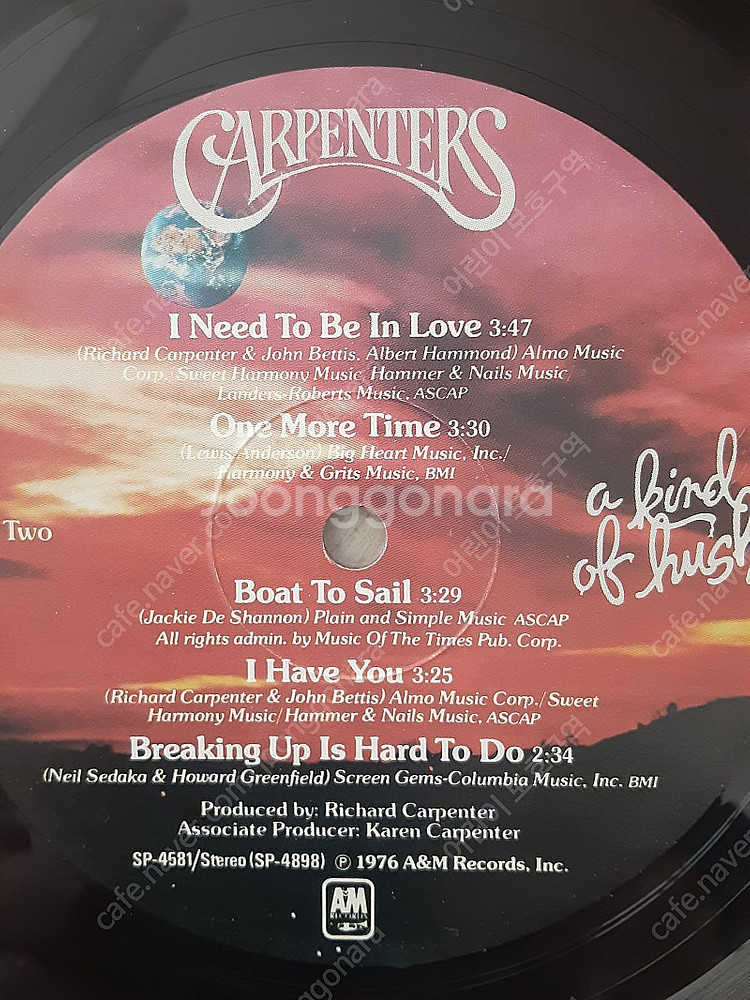 CARPENTERS
I Need To Be In Love 3:47
(Richard Carpenter & John Bettis, Albert Hammond) Almo Music
Corp./Sweet Harmony Music, Hammer & Nails Music,
Landers-Roberts Music, ASCAP
One More Time 3:30
(Lewis Anderson) Big Heart Music, Inc./
Harmony & Grits Music, BMI
Joonggonara
a kind
of hush
Two
Boat To Sail 3:29
(Jackie De Shannon) Plain and Simple Music ASCAP
All rights admin. by Music Of The Times Pub. Corp.
I Have You 3:25
(Richard Carpenter & John Bettis) Almo Music Corp./Sweet
Harmony Music/Hammer & Nails Music, ASCAP
Breaking Up Is Hard To Do 2:34
(Neil Sedaka & Howard Greenfield) Screen Gems-Columbia Music, Inc. BMI
Produced by: Richard Carpenter
Associate Producer: Karen Carpenter
SP-4581/Stereo (SP-4898) ℗ 1976 A&M Records, Inc.
A&M
RECORDS